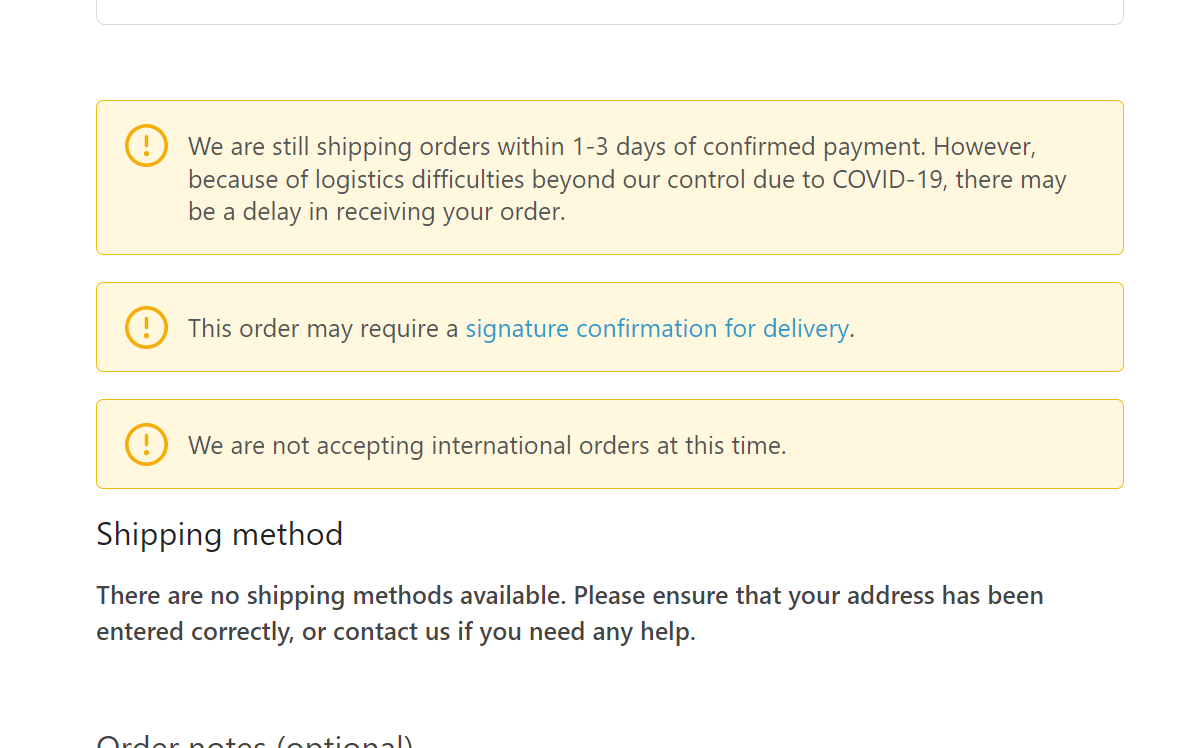 We are still shipping orders within 1-3 days of confirmed payment. However,
because of logistics difficulties beyond our control due to COVID-19, there may
be a delay in receiving your order.
This order may require a signature confirmation for delivery.
We are not accepting international orders at this time.
Shipping method
There are no shipping methods available. Please ensure that your address has been
entered correctly, or contact us if you need any help.
Order notes (optional)